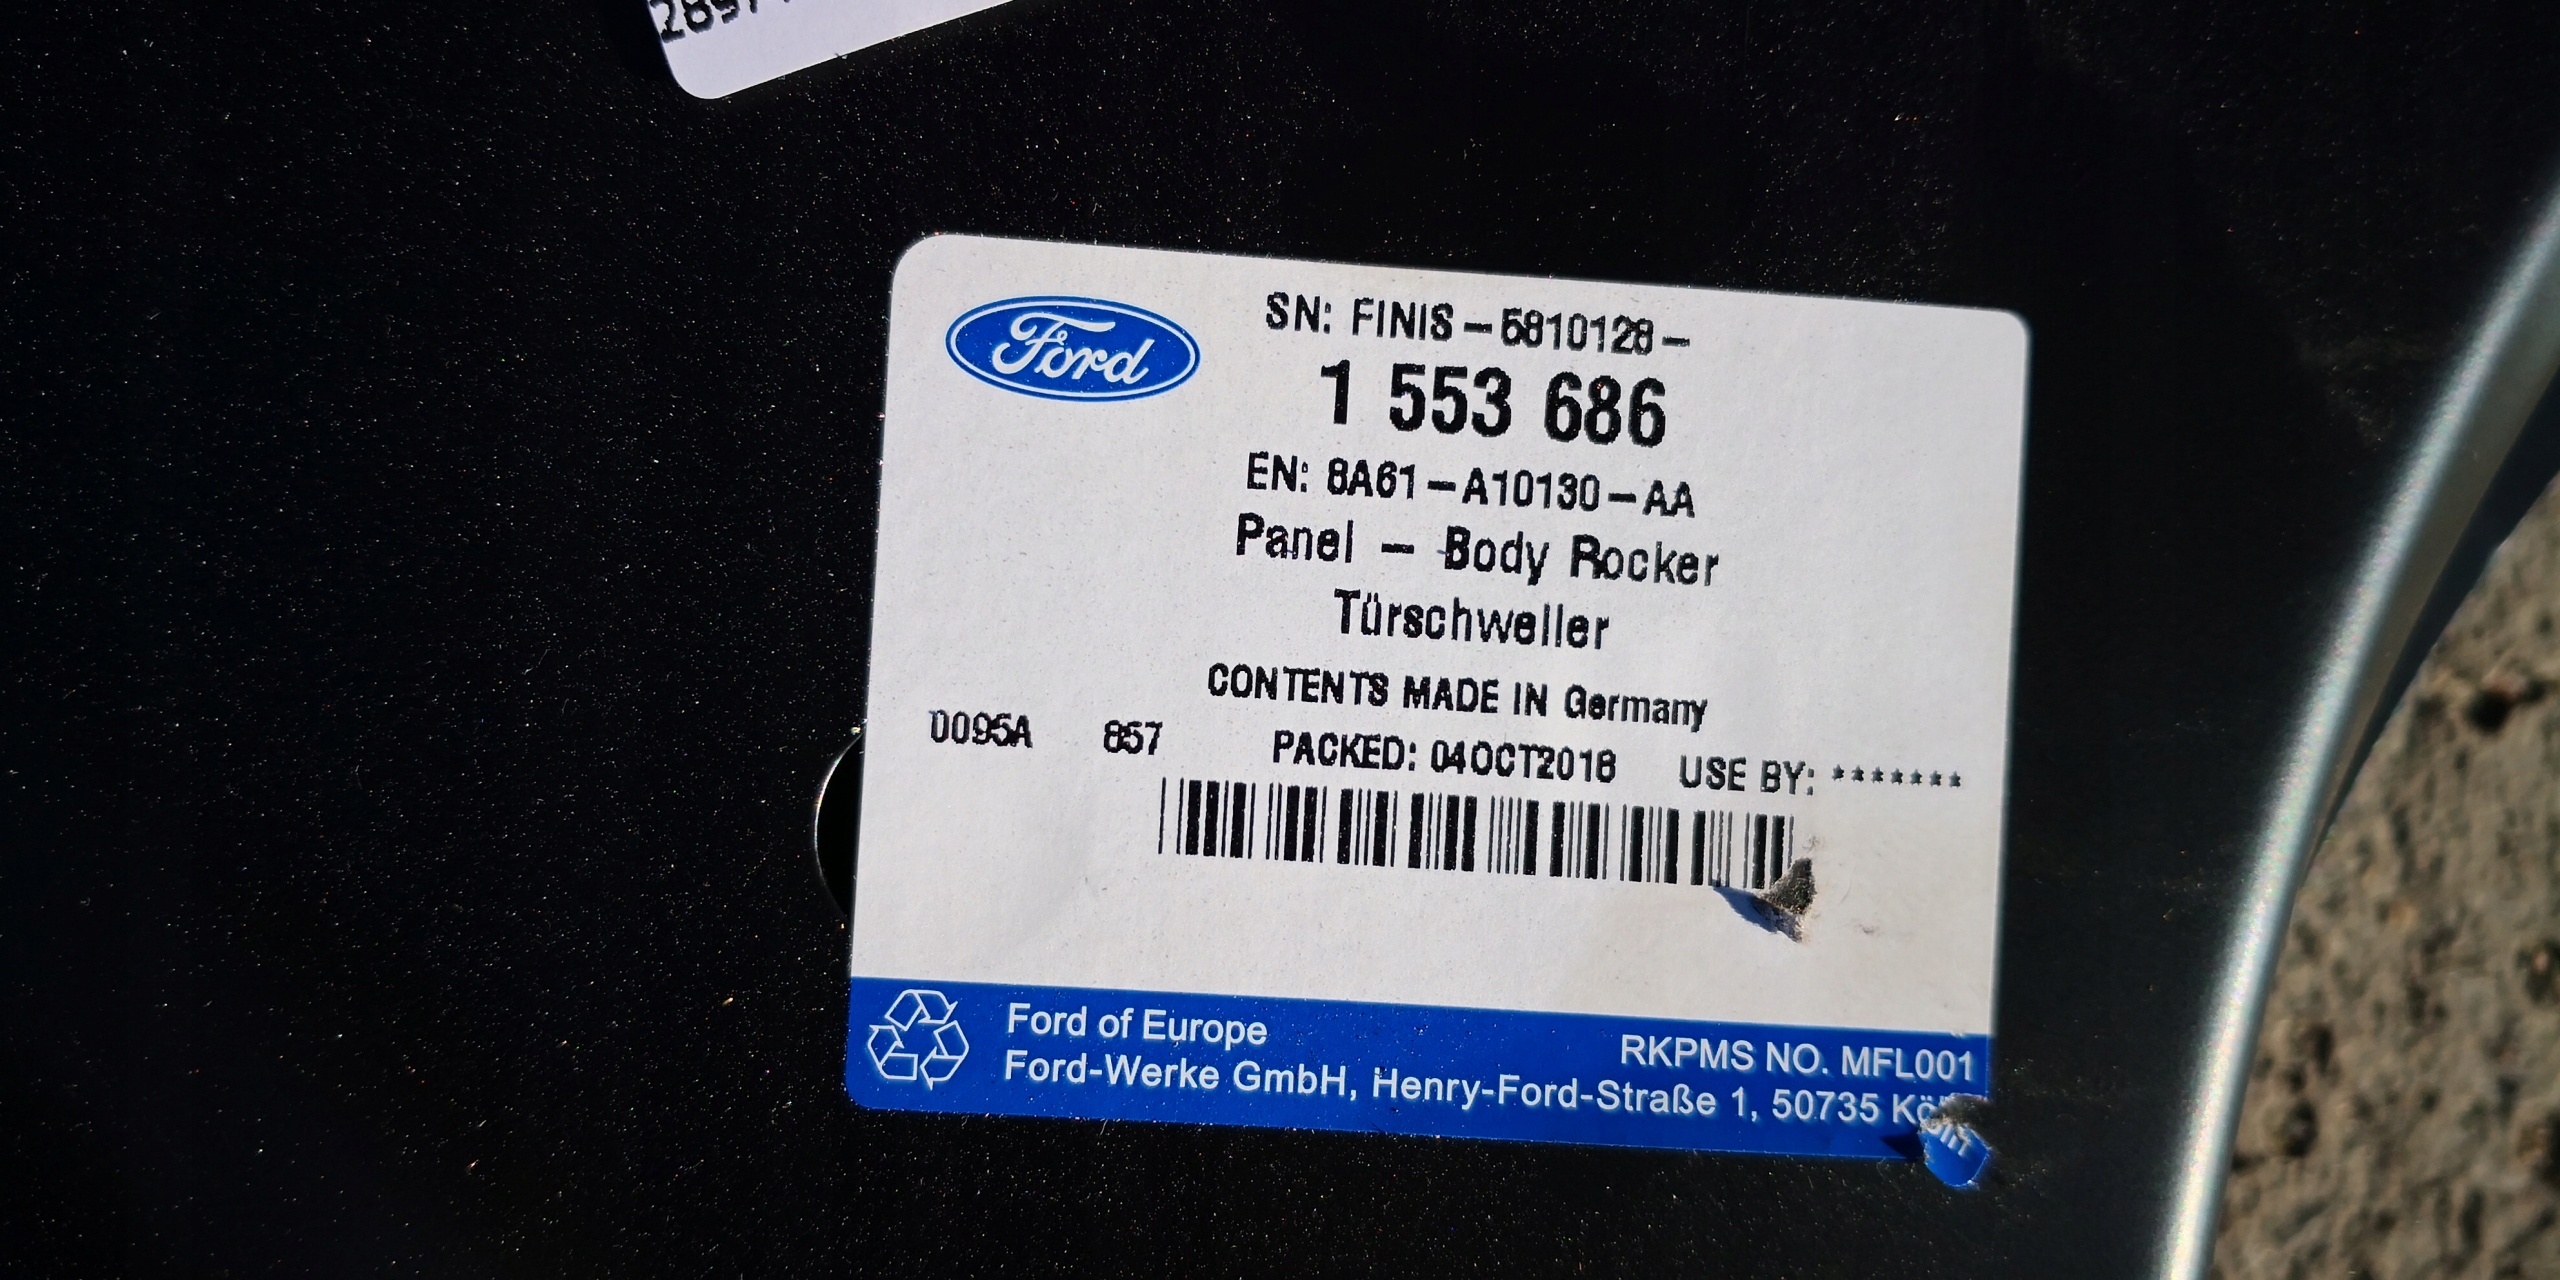 Ford
SN: FINIS-5810128-
1 553 686
EN: 8A61-A10130-AA
Panel - Body Rocker
Türschweller
CONTENTS MADE IN Germany
0095A 857 PACKED: 04OCT2016 USE BY: *******
Ford of Europe
RKPMS NO. MFL001
Ford-Werke GmbH, Henry-Ford-Straße 1, 50735 Köln